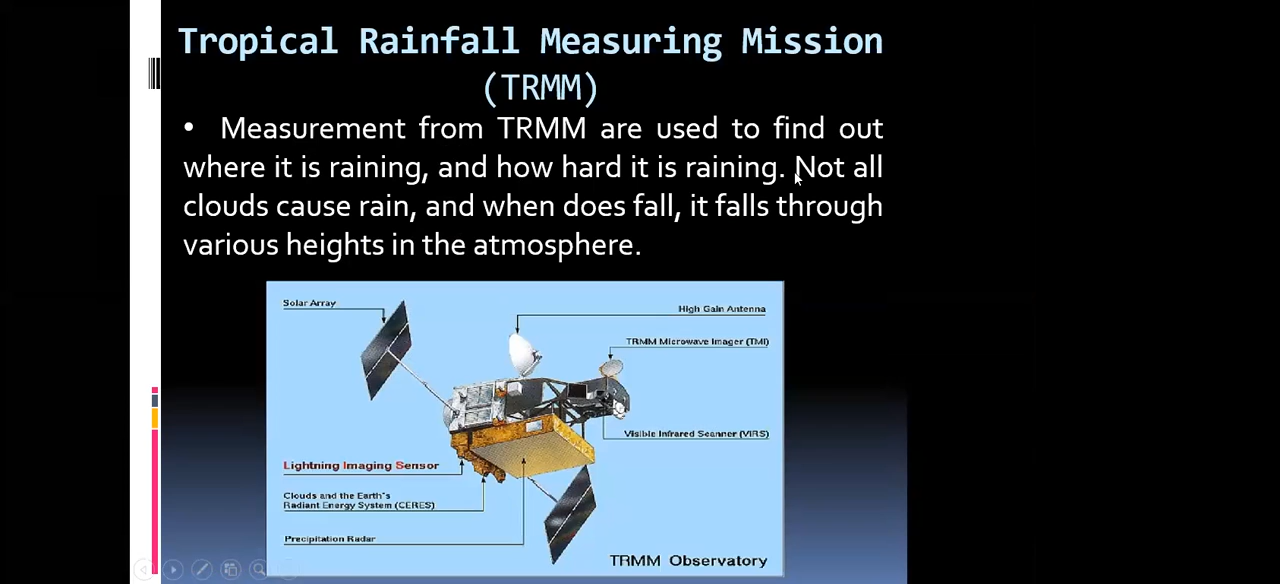 Tropical Rainfall Measuring Mission
(TRMM)
• Measurement from TRMM are used to find out
where it is raining, and how hard it is raining. Not all
clouds cause rain, and when does fall, it falls through
various heights in the atmosphere.
Solar Array
High Gain Antenna
TRMM Microwave Imager (TMI)
Visible Infrared Scanner (VIRS)
Lightning Imaging Sensor
Clouds and the Earth's
Radiant Energy System (CERES)
Precipitation Radar
TRMM Observatory